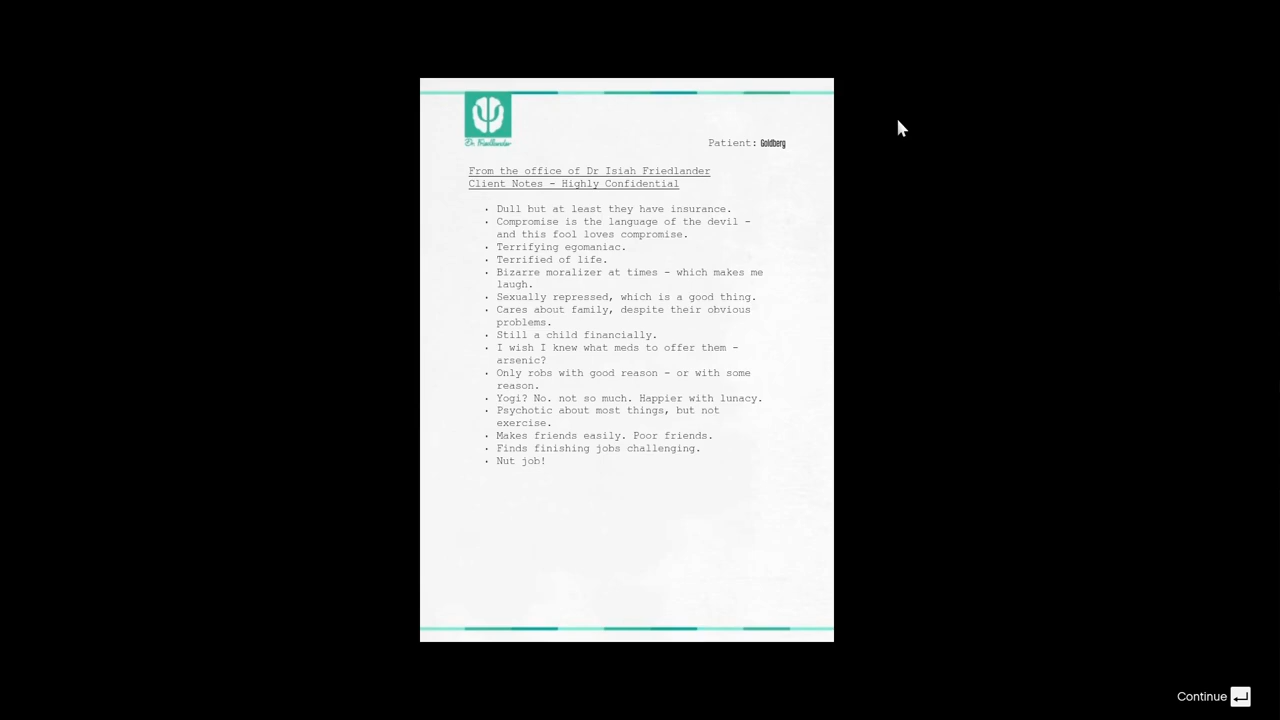 Dr. Friedlander
Patient: Goldberg
From the office of Dr Isiah Friedlander
Client Notes - Highly Confidential
· Dull but at least they have insurance.
· Compromise is the language of the devil -
and this fool loves compromise.
· Terrifying egomaniac.
· Terrified of life.
· Bizarre moralizer at times - which makes me
laugh.
· Sexually repressed, which is a good thing.
· Cares about family, despite their obvious
problems.
· Still a child financially.
· I wish I knew what meds to offer them -
arsenic?
· Only robs with good reason - or with some
reason.
· Yogi? No. not so much. Happier with lunacy.
· Psychotic about most things, but not
exercise.
· Makes friends easily. Poor friends.
· Finds finishing jobs challenging.
· Nut job!
Continue